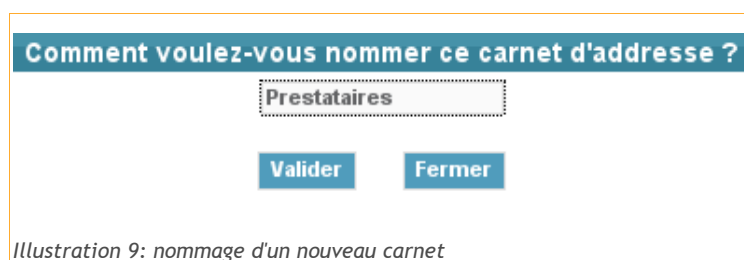 Comment voulez-vous nommer ce carnet d'addresse ?
Prestataires
Valider Fermer
Illustration 9: nommage d'un nouveau carnet